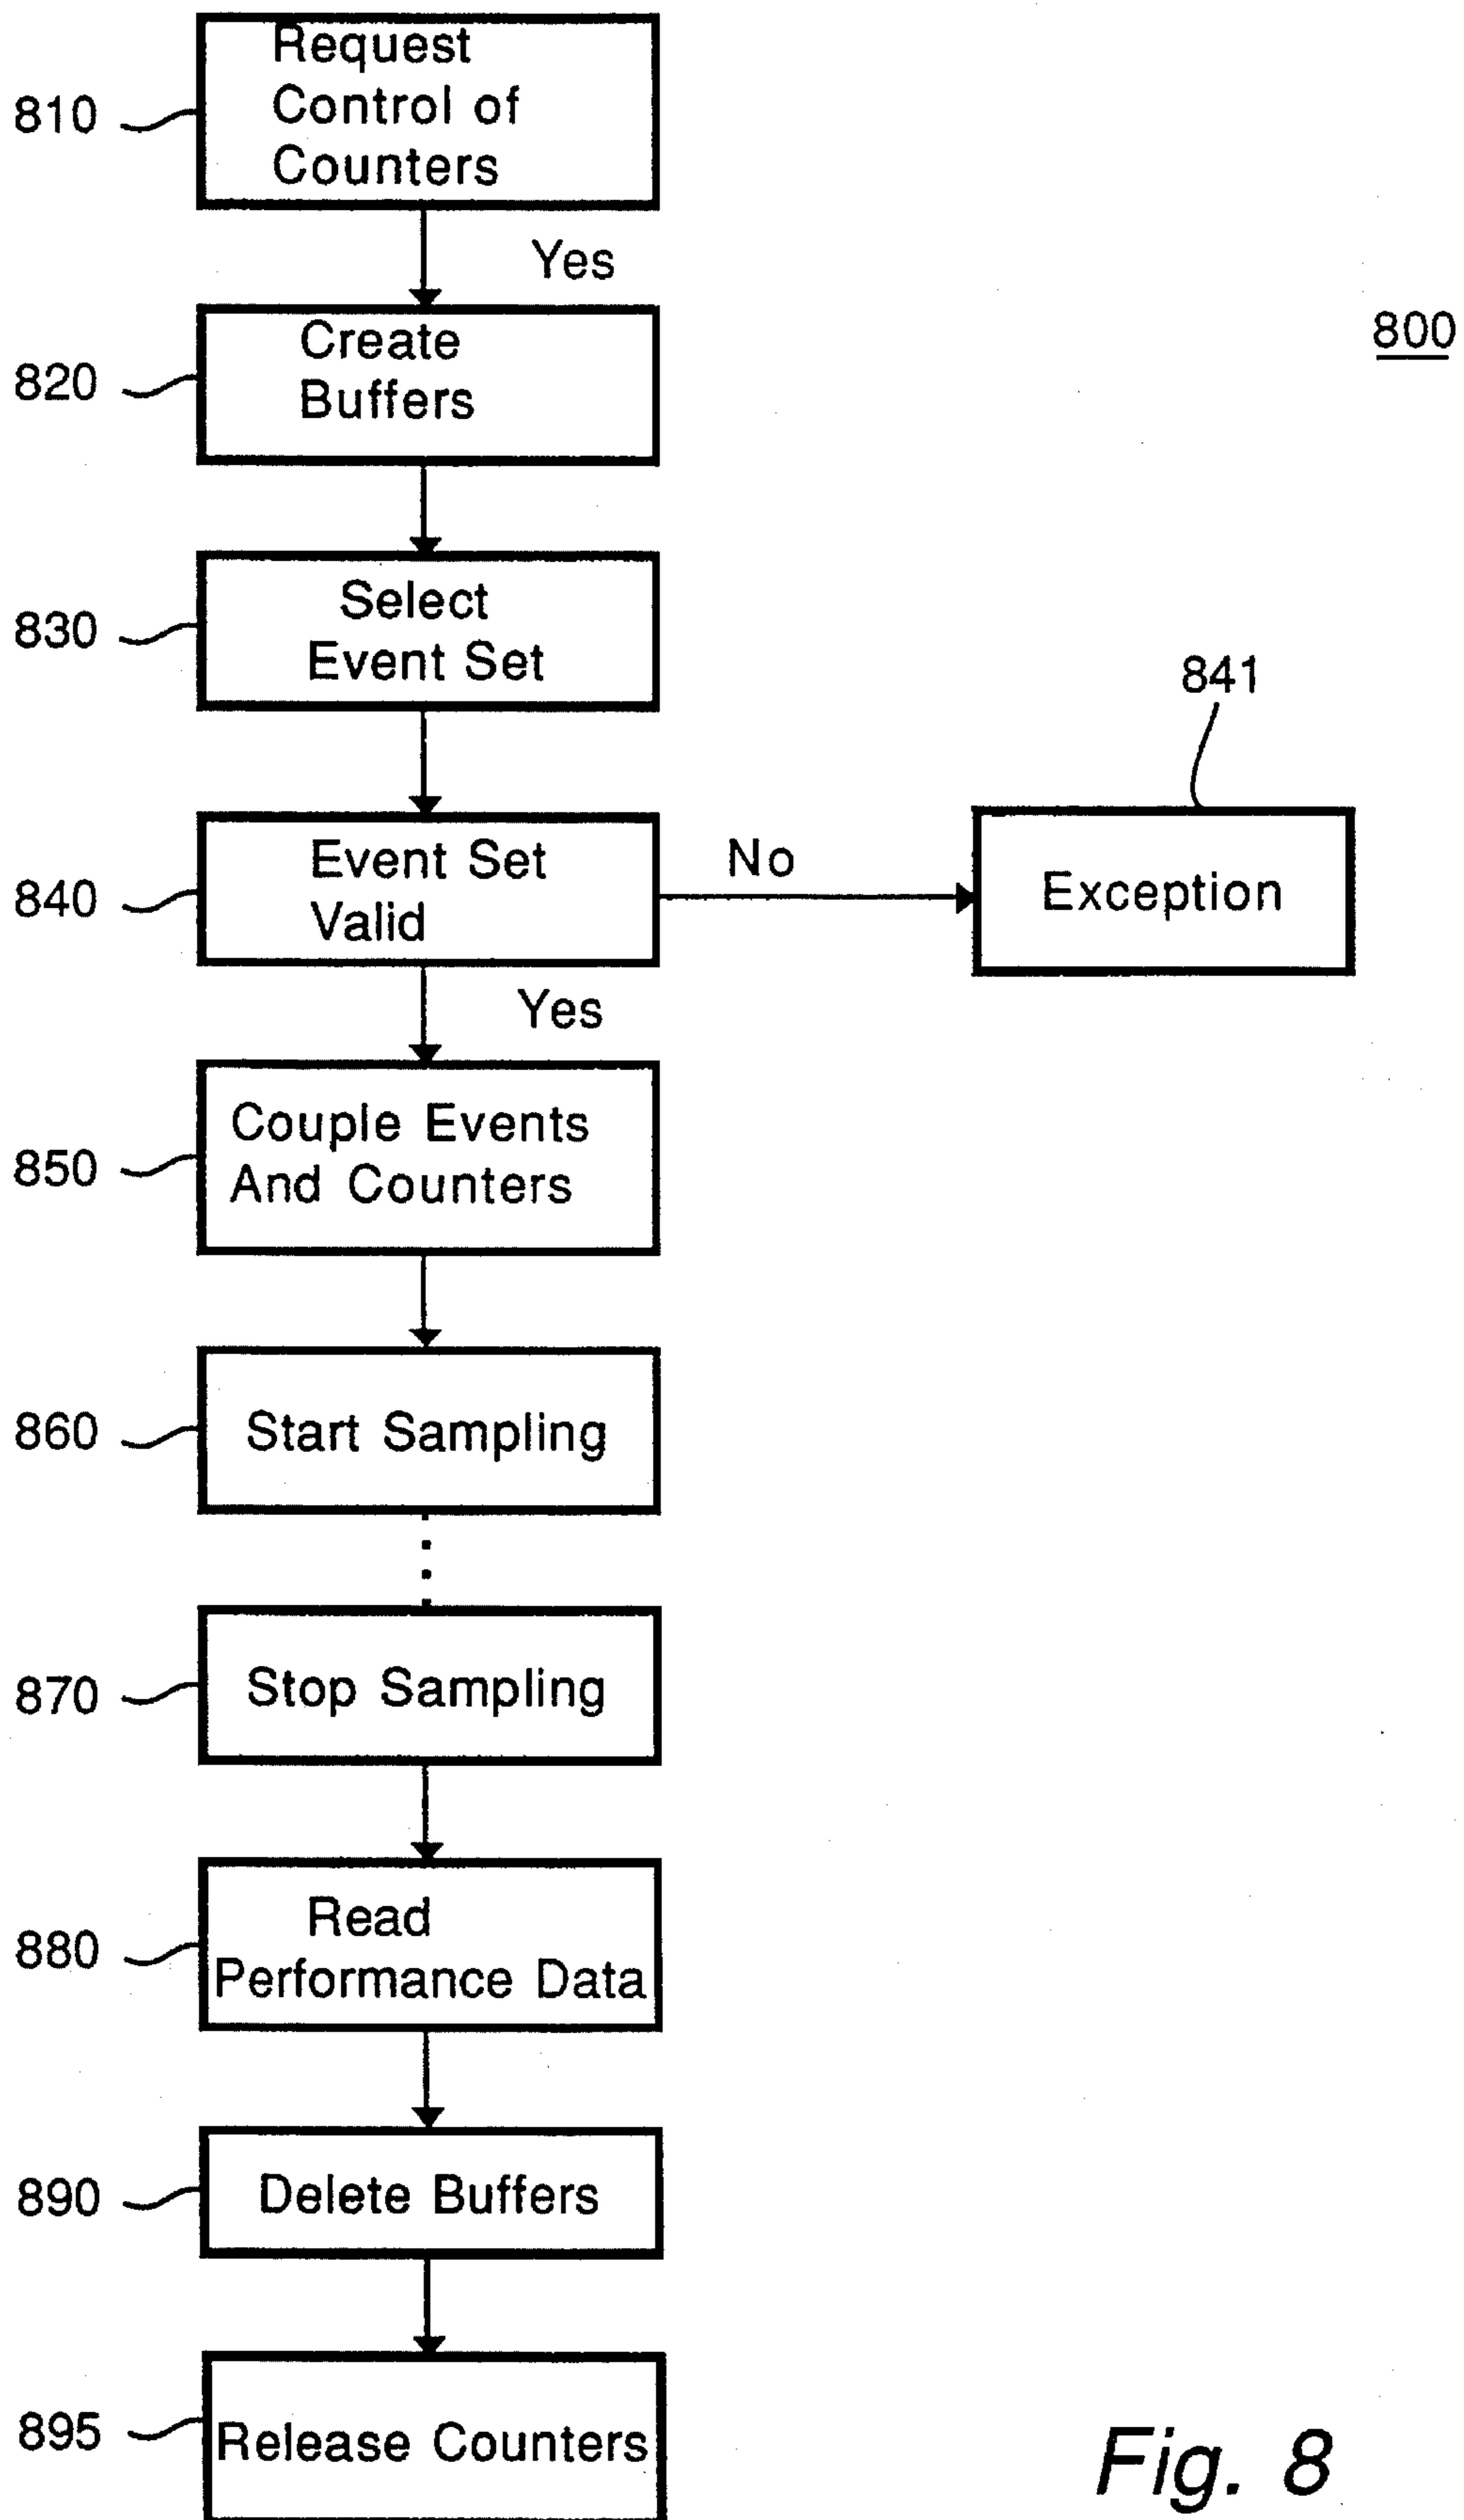 Request
Control of
Counters
810
Yes
Create
Buffers
820
800
Select
Event Set
830
841
Event Set
Valid
840
No
Exception
Yes
Couple Events
And Counters
850
Start Sampling
860
Stop Sampling
870
Read
Performance Data
880
Delete Buffers
890
Release Counters
895
Fig. 8